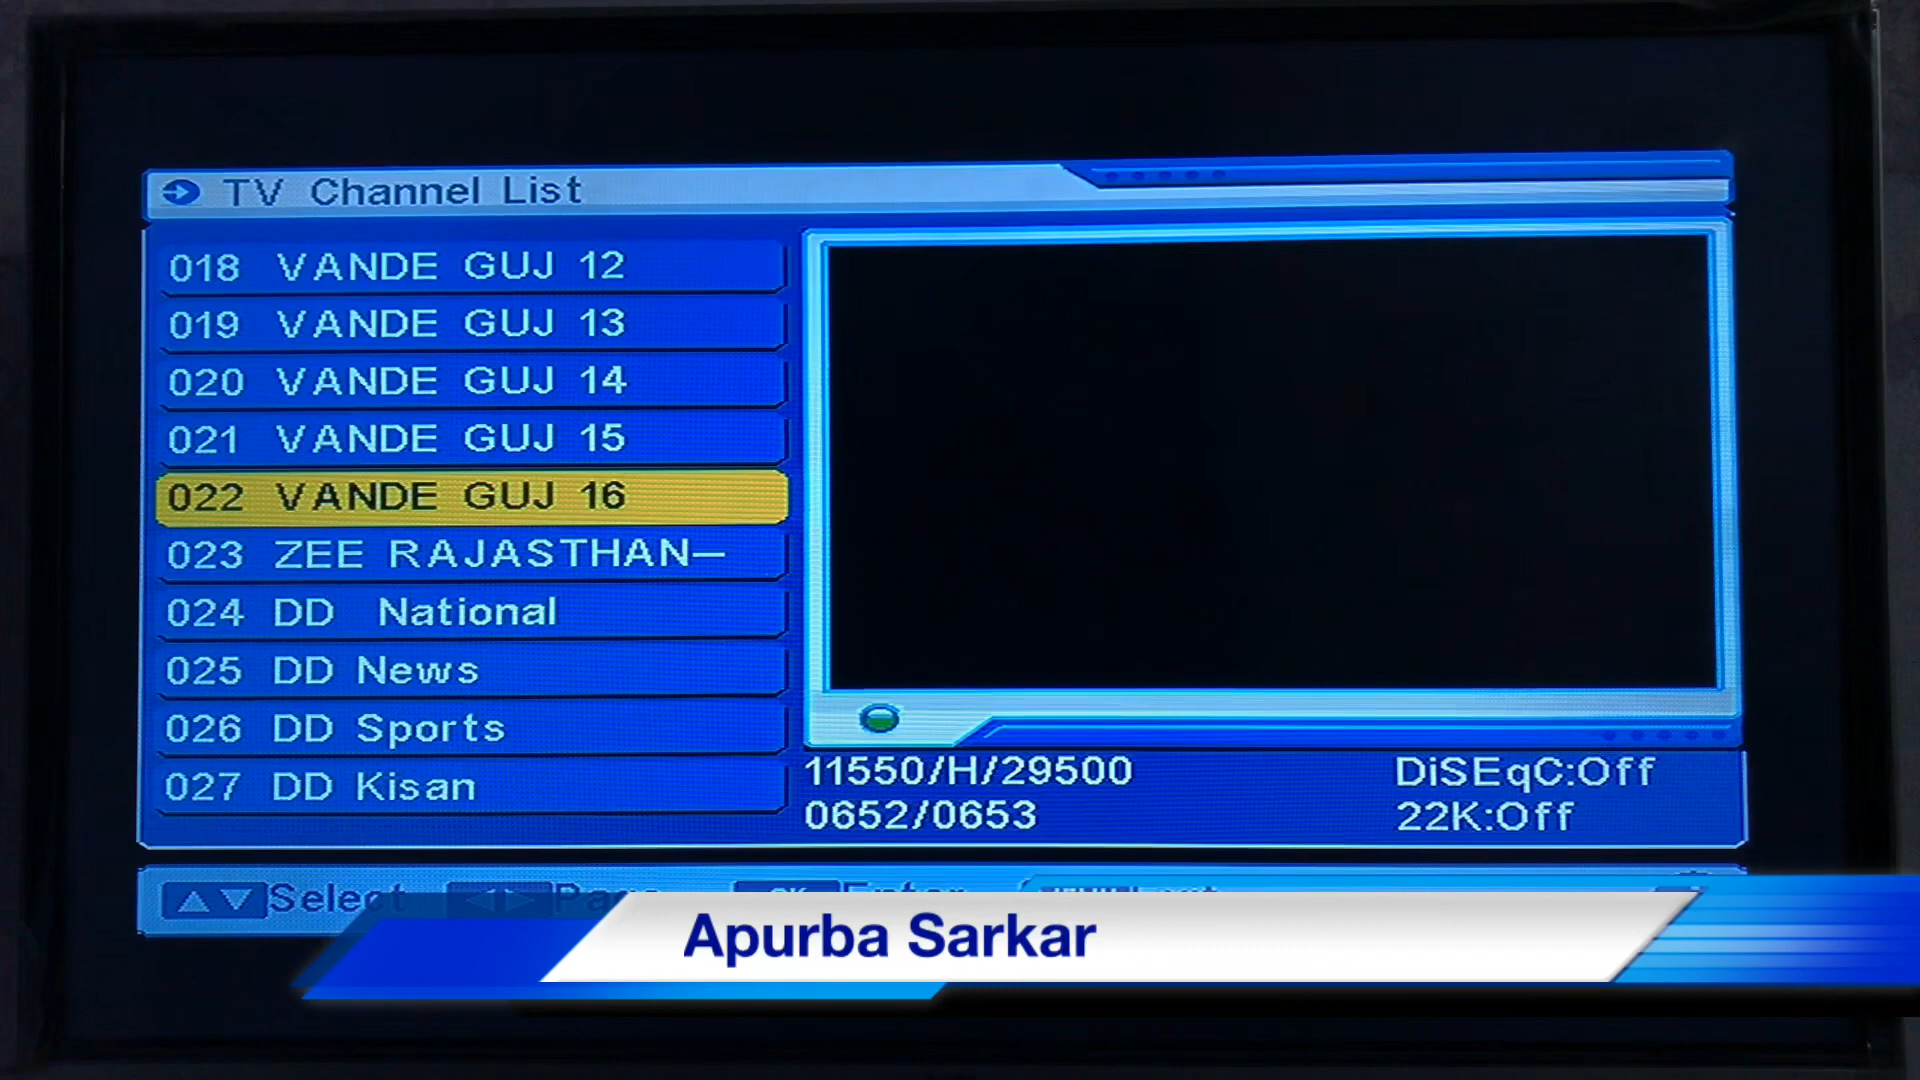 TV Channel List
018 VANDE GUJ 12
019 VANDE GUJ 13
020 VANDE GUJ 14
021 VANDE GUJ 15
022 VANDE GUJ 16
023 ZEE RAJASTHAN—
024 DD National
025 DD News
026 DD Sports
027 DD Kisan
11550/H/29500 DiSEqC:Off
0652/0653 22K:Off
Select
Apurba Sarkar